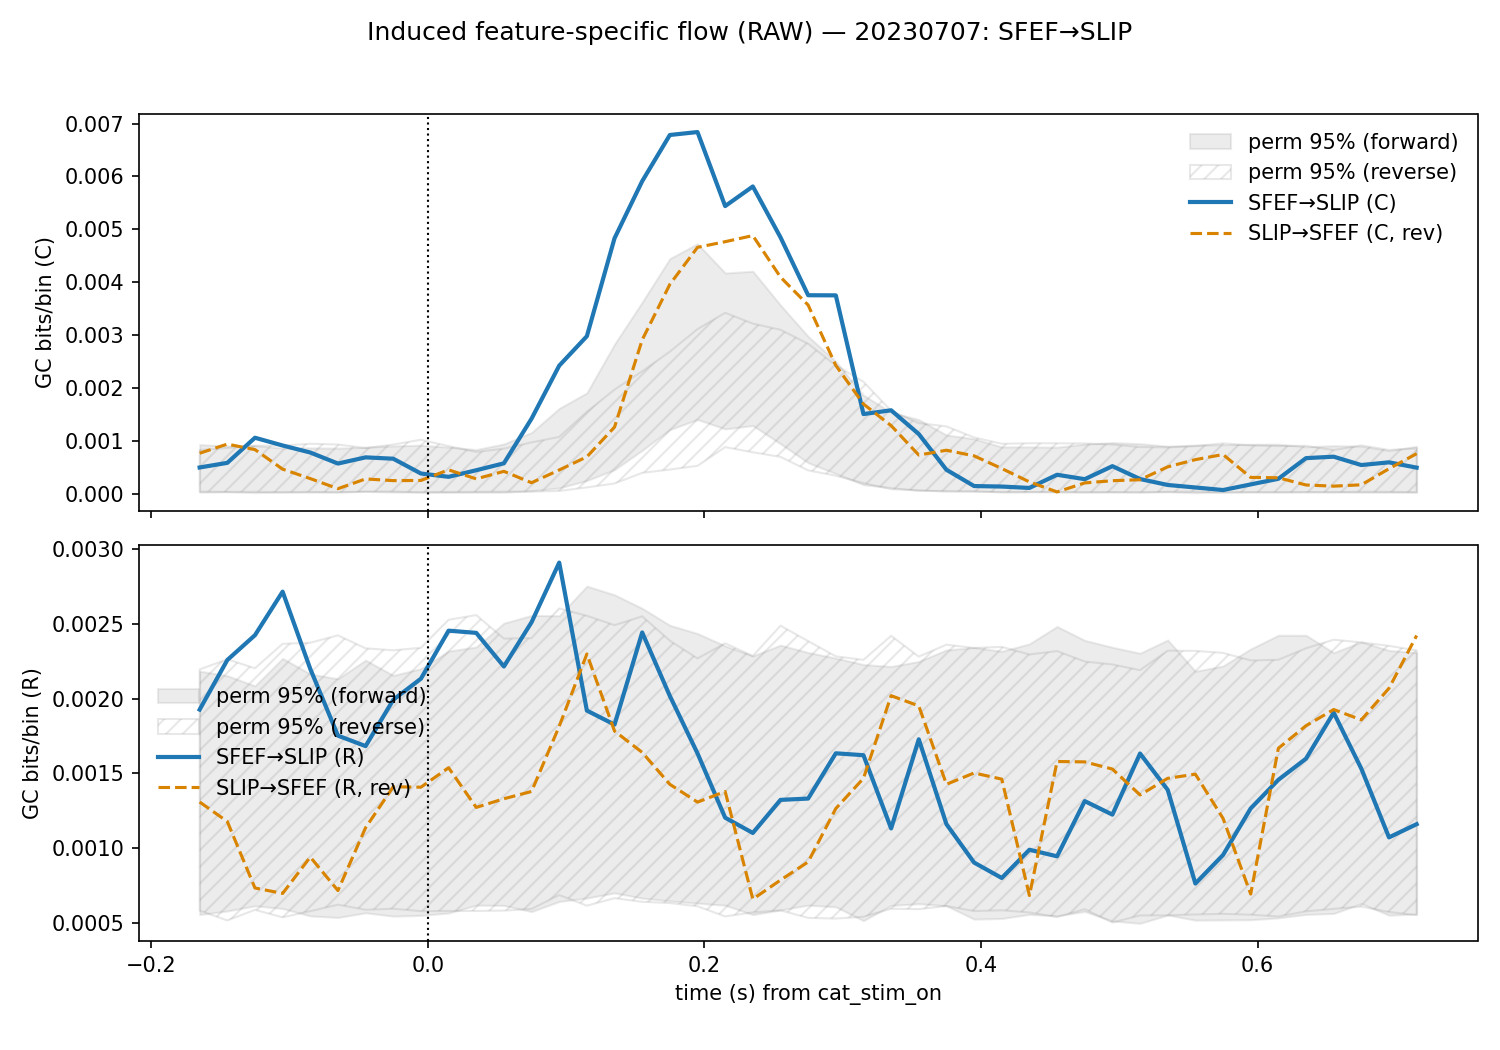 Induced feature-specific flow (RAW) — 20230707: SFEF→SLIP
GC bits/bin (C)
0.007
0.006
0.005
0.004
0.003
0.002
0.001
0.000
perm 95% (forward)
perm 95% (reverse)
SFEF→SLIP (C)
SLIP→SFEF (C, rev)
GC bits/bin (R)
0.0030
0.0025
0.0020
0.0015
0.0010
0.0005
perm 95% (forward)
perm 95% (reverse)
SFEF→SLIP (R)
SLIP→SFEF (R, rev)
−0.2 0.0 0.2 0.4 0.6
time (s) from cat_stim_on